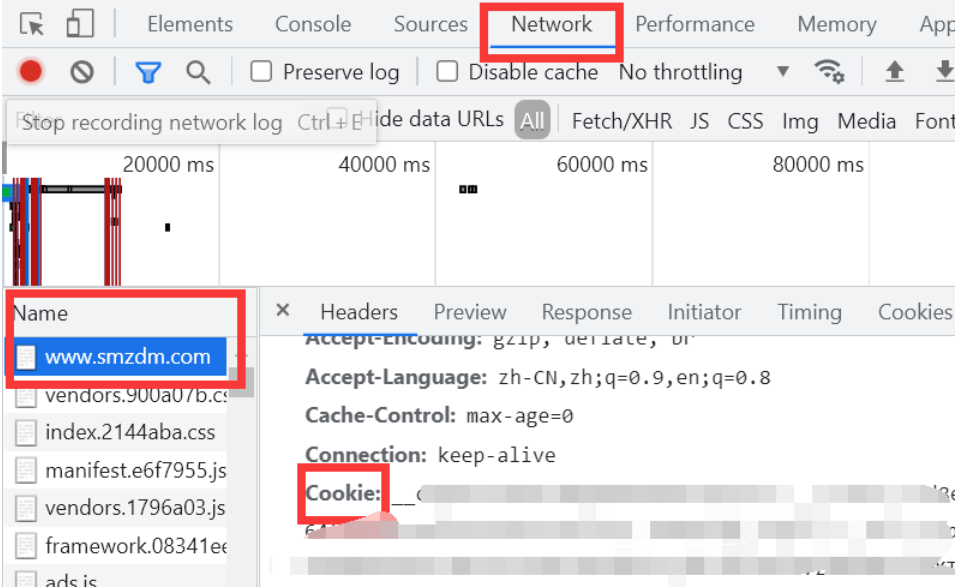 Elements Console Sources Network Performance Memory App
Preserve log Disable cache No throttling
Stop recording network log Ctrl+E Hide data URLs All Fetch/XHR JS CSS Img Media Font
20000 ms 40000 ms 60000 ms 80000 ms
Name
× Headers Preview Response Initiator Timing Cookies
www.smzdm.com
Accept-Encoding: gzip, deflate, br
vendors.900a07b.cs
Accept-Language: zh-CN,zh;q=0.9,en;q=0.8
index.2144aba.css
Cache-Control: max-age=0
manifest.e6f7955.js
Connection: keep-alive
vendors.1796a03.js
Cookie:
framework.08341ee
ads.js